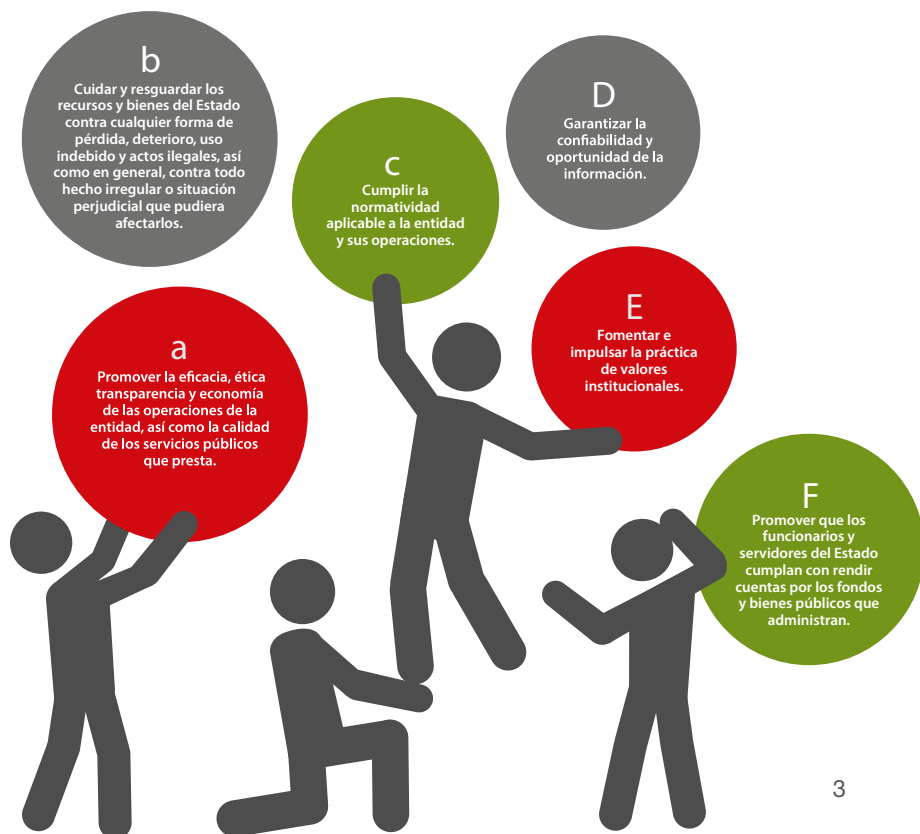 b
Cuidar y resguardar los
recursos y bienes del Estado
contra cualquier forma de
pérdida, deterioro, uso
indebido y actos ilegales, así
como en general, contra todo
hecho irregular o situación
perjudicial que pudiera
afectarlos.
D
Garantizar la
confiabilidad y
oportunidad de la
información.
c
Cumplir la
normatividad
aplicable a la entidad
y sus operaciones.
E
Fomentar e
impulsar la práctica
de valores
institucionales.
a
Promover la eficacia, ética
transparencia y economía
de las operaciones de la
entidad, así como la calidad
de los servicios públicos
que presta.
F
Promover que los
funcionarios y
servidores del Estado
cumplan con rendir
cuentas por los fondos
y bienes públicos que
administran.
3